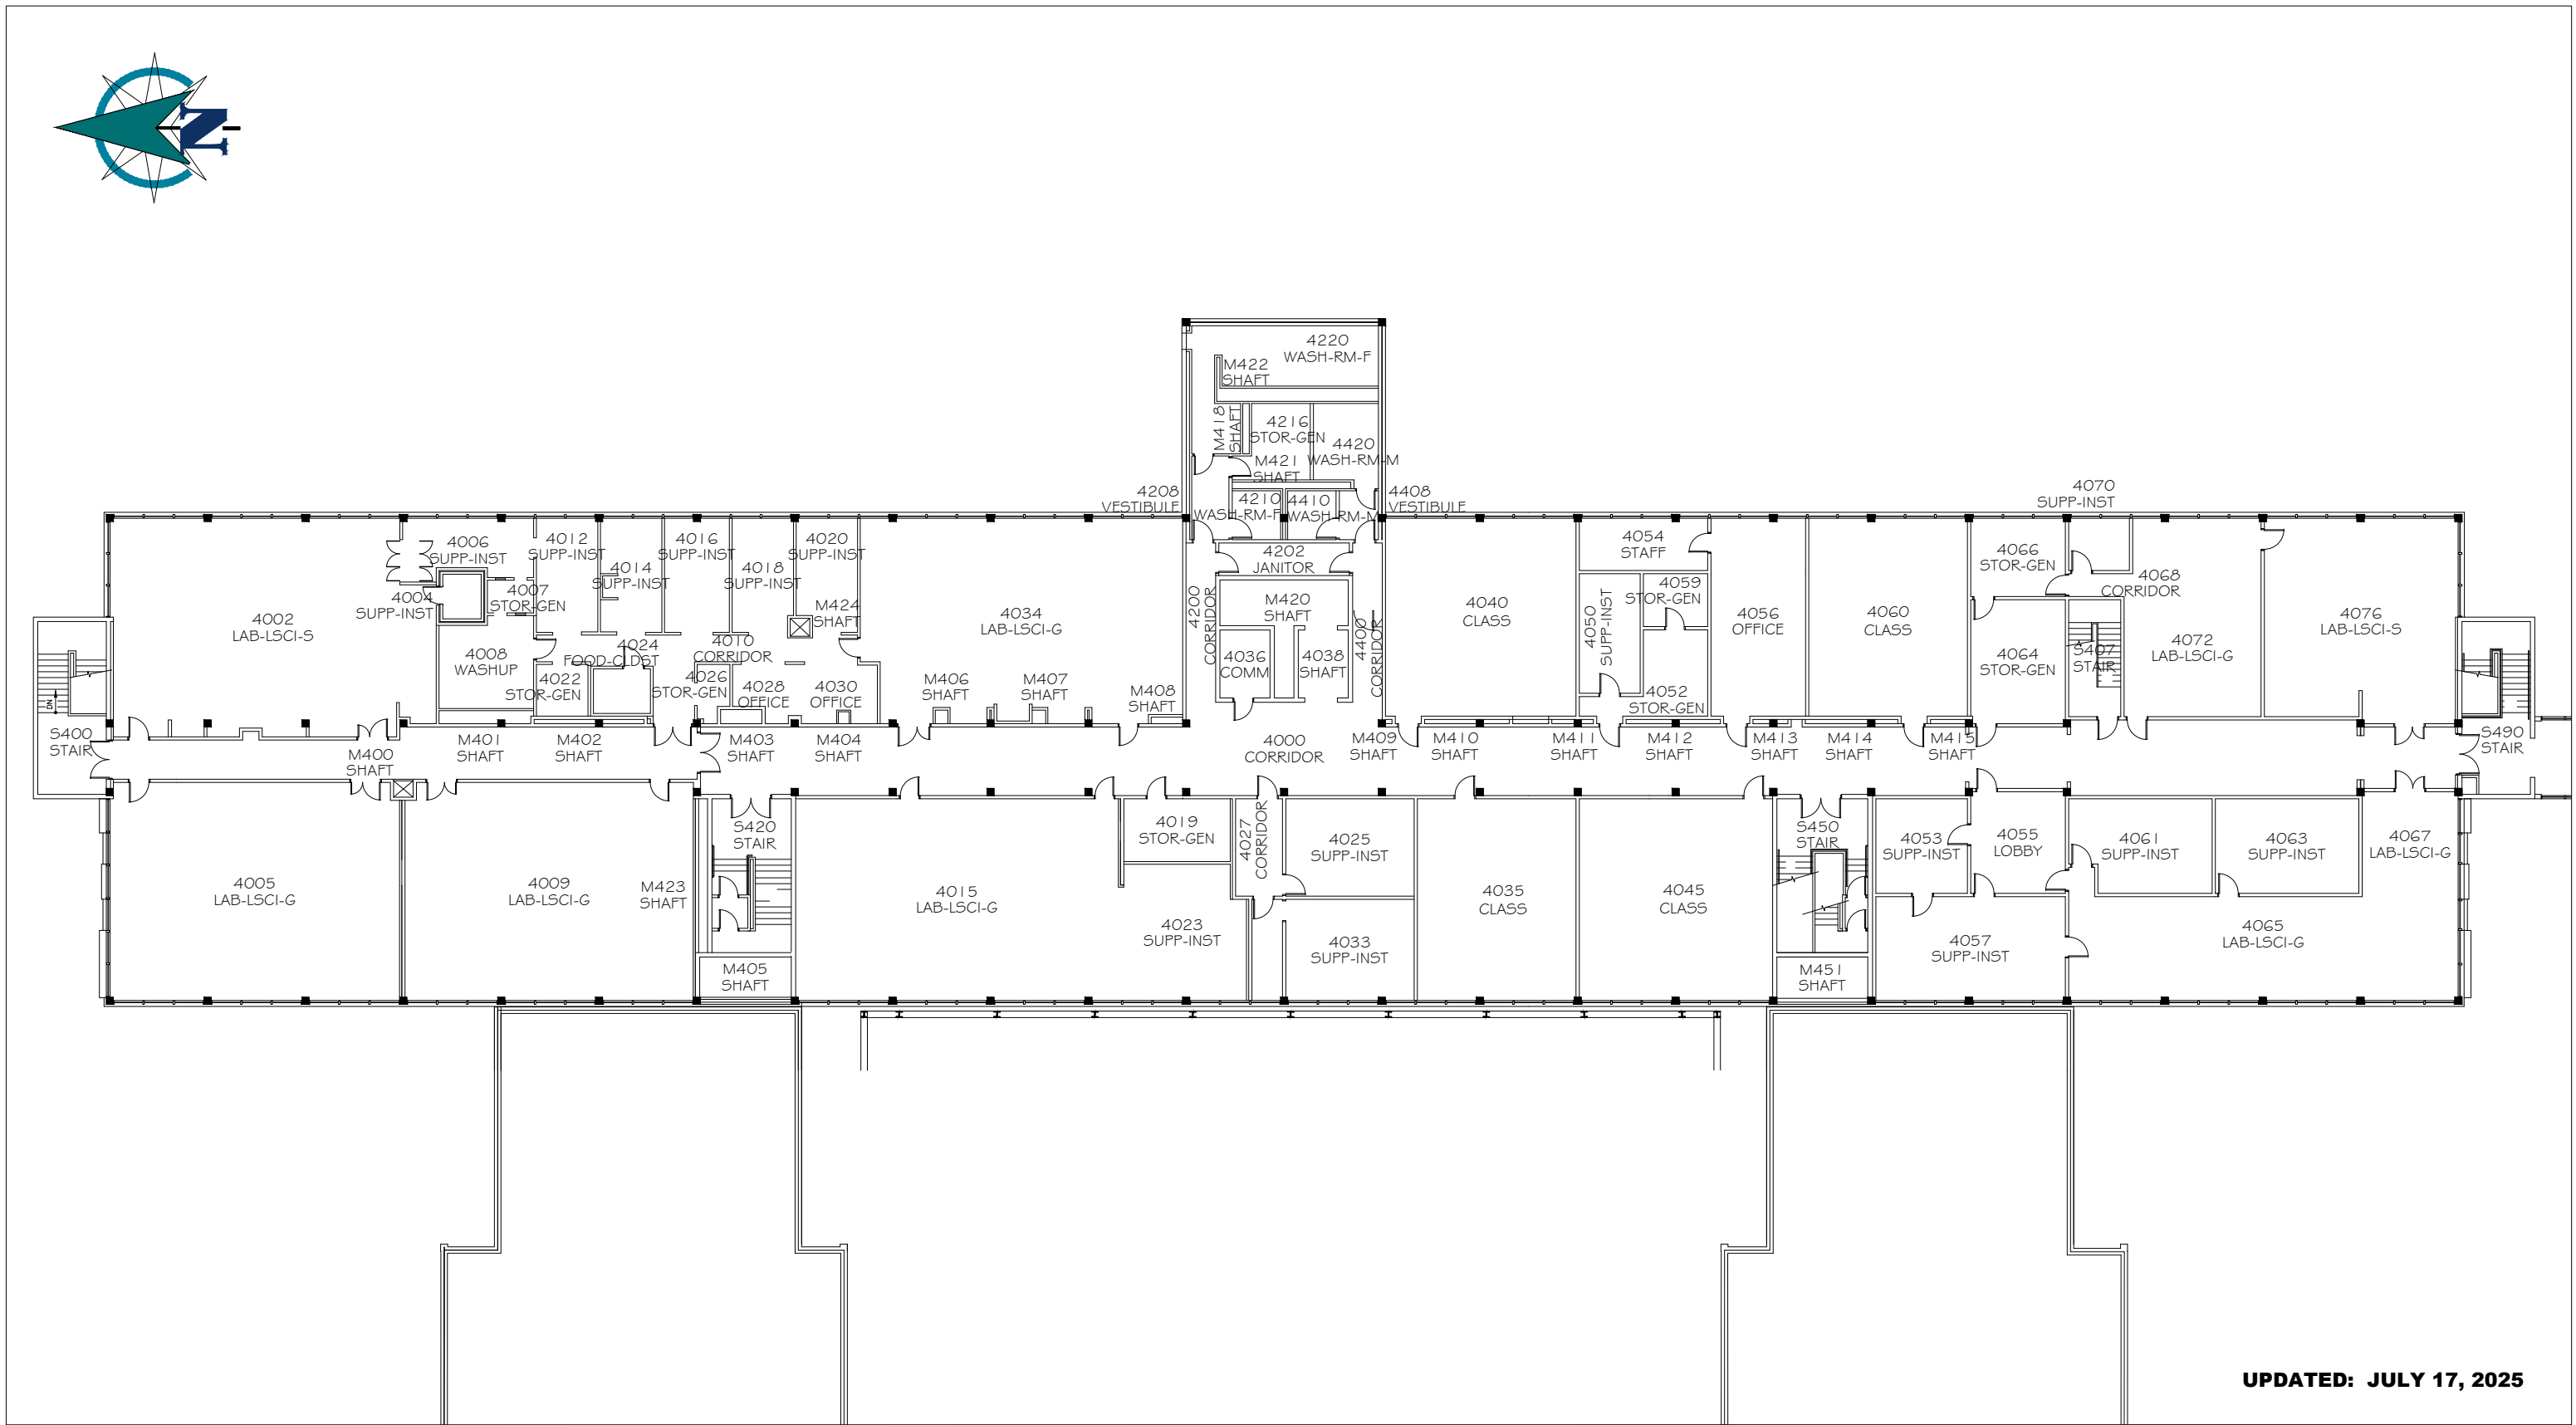 N
4220
WASH-RM-F
M422
SHAFT
M418
SHAFT
4216
STOR-GEN
4420
WASH-RM-M
M421
SHAFT
4208
VESTIBULE
4210
WASH-RM-F
4410
WASH-RM-M
4408
VESTIBULE
4070
SUPP-INST
4006
SUPP-INST
4012
SUPP-INST
4014
SUPP-INST
4016
SUPP-INST
4018
SUPP-INST
4020
SUPP-INST
4004
SUPP-INST
4007
STOR-GEN
M424
SHAFT
4002
LAB-LSCI-S
4034
LAB-LSCI-G
4202
JANITOR
M420
SHAFT
4200
CORRIDOR
4400
CORRIDOR
4036
COMM
4038
SHAFT
4040
CLASS
4054
STAFF
4050
SUPP-INST
4059
STOR-GEN
4052
STOR-GEN
4056
OFFICE
4060
CLASS
4066
STOR-GEN
4068
CORRIDOR
4064
STOR-GEN
S407
STAIR
4072
LAB-LSCI-G
4076
LAB-LSCI-S
4008
WASHUP
4024
FOOD-CLDST
4010
CORRIDOR
4022
STOR-GEN
4026
STOR-GEN
4028
OFFICE
4030
OFFICE
M406
SHAFT
M407
SHAFT
M408
SHAFT
DN
S400
STAIR
M400
SHAFT
M401
SHAFT
M402
SHAFT
M403
SHAFT
M404
SHAFT
4000
CORRIDOR
M409
SHAFT
M410
SHAFT
M411
SHAFT
M412
SHAFT
M413
SHAFT
M414
SHAFT
M415
SHAFT
S490
STAIR
4005
LAB-LSCI-G
4009
LAB-LSCI-G
M423
SHAFT
S420
STAIR
M405
SHAFT
4015
LAB-LSCI-G
4019
STOR-GEN
4023
SUPP-INST
4027
CORRIDOR
4025
SUPP-INST
4033
SUPP-INST
4035
CLASS
4045
CLASS
S450
STAIR
M451
SHAFT
4053
SUPP-INST
4055
LOBBY
4057
SUPP-INST
4061
SUPP-INST
4063
SUPP-INST
4067
LAB-LSCI-G
4065
LAB-LSCI-G
UPDATED: JULY 17, 2025